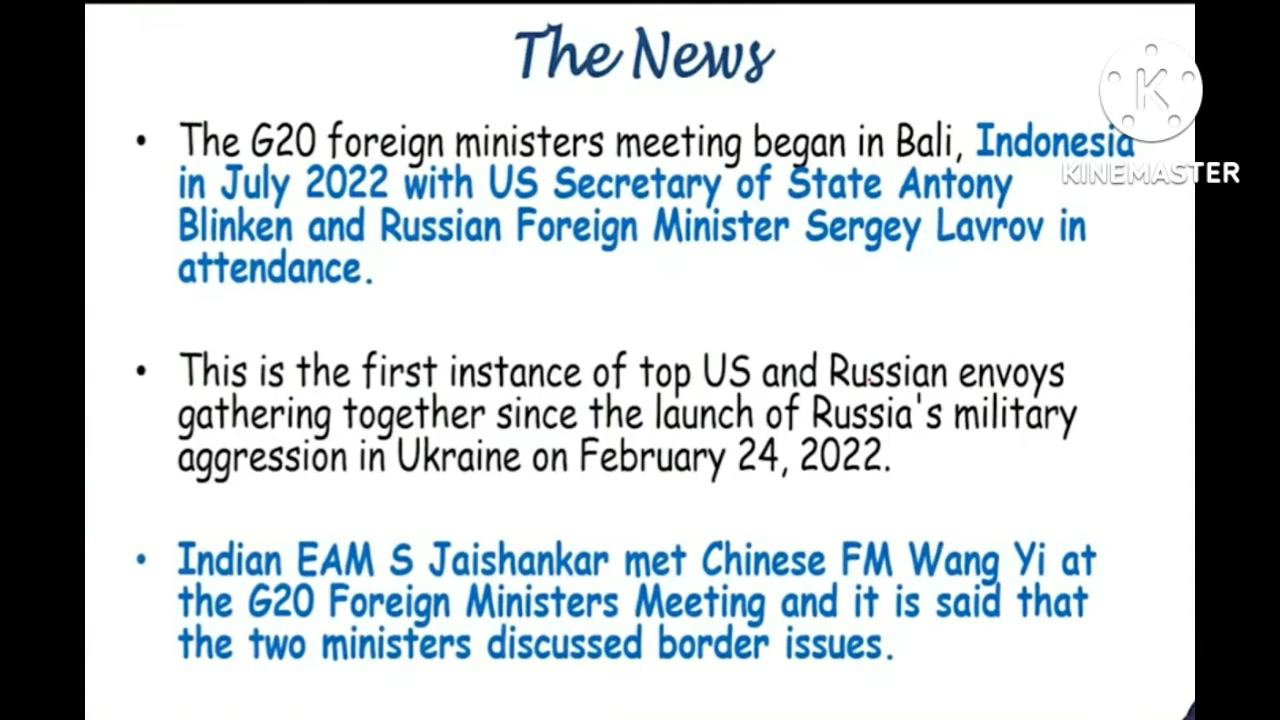 The News
K
KINEMASTER
• The G20 foreign ministers meeting began in Bali, Indonesia
in July 2022 with US Secretary of State Antony
Blinken and Russian Foreign Minister Sergey Lavrov in
attendance.
• This is the first instance of top US and Russian envoys
gathering together since the launch of Russia's military
aggression in Ukraine on February 24, 2022.
• Indian EAM S Jaishankar met Chinese FM Wang Yi at
the G20 Foreign Ministers Meeting and it is said that
the two ministers discussed border issues.